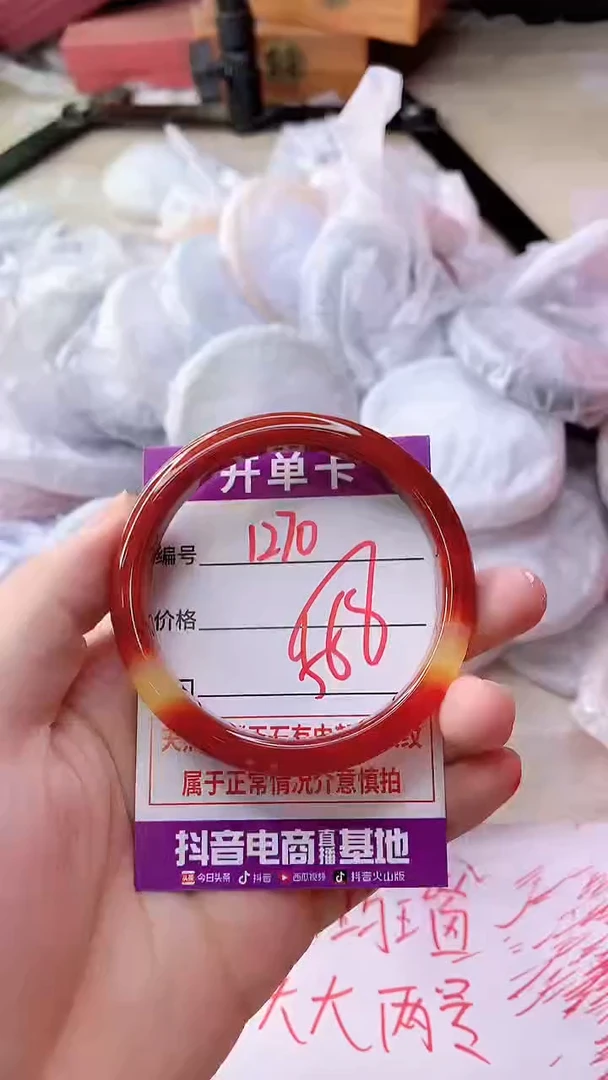 开单卡
编号 1270
价格
568
属于正常情况介意慎拍
抖音电商直播基地
今日头条 抖音 西瓜视频 抖音火山版
玛瑙
大大两号